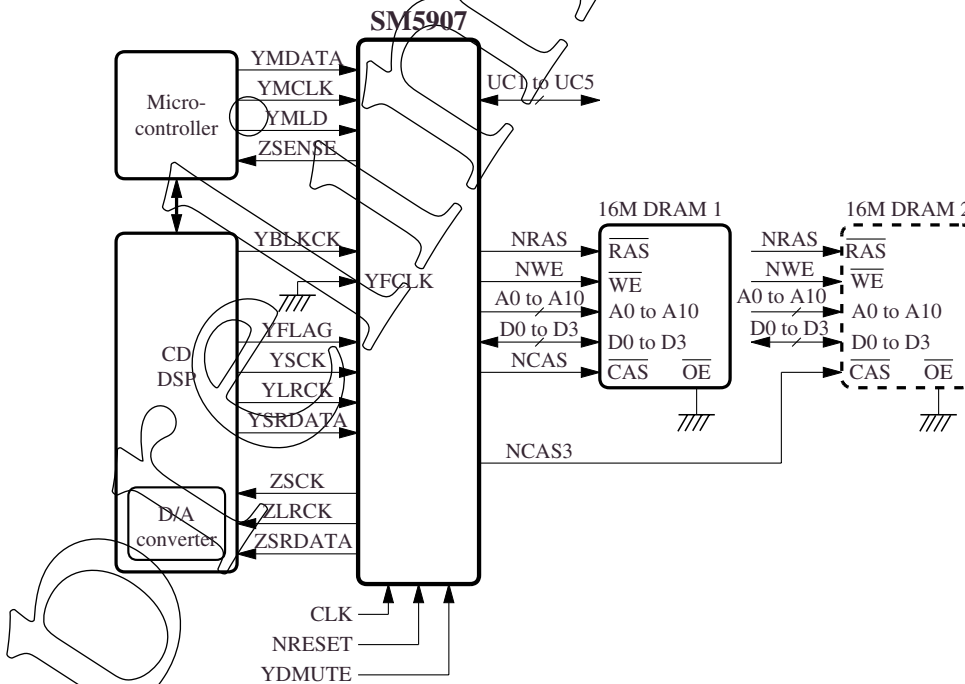 SM5907
YMDATA
YMCLK
YMLD
ZSENSE
Micro-
controller
UC1 to UC5
YBLKCK
YFCLK
YFLAG
YSCK
YLRCK
YSRDATA
CD
DSP
ZSCK
ZLRCK
ZSRDATA
D/A
converter
CLK
NRESET
YDMUTE
NRAS
NWE
A0 to A10
D0 to D3
NCAS
NCAS3
16M DRAM 1
RAS
WE
A0 to A10
D0 to D3
CAS OE
NRAS
NWE
A0 to A10
D0 to D3
16M DRAM 2
RAS
WE
A0 to A10
D0 to D3
CAS OE